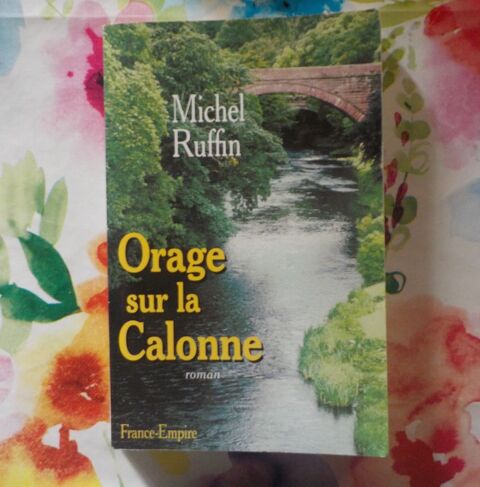 Michel
Ruffin
Orage
sur la
Calonne
roman
France-Empire